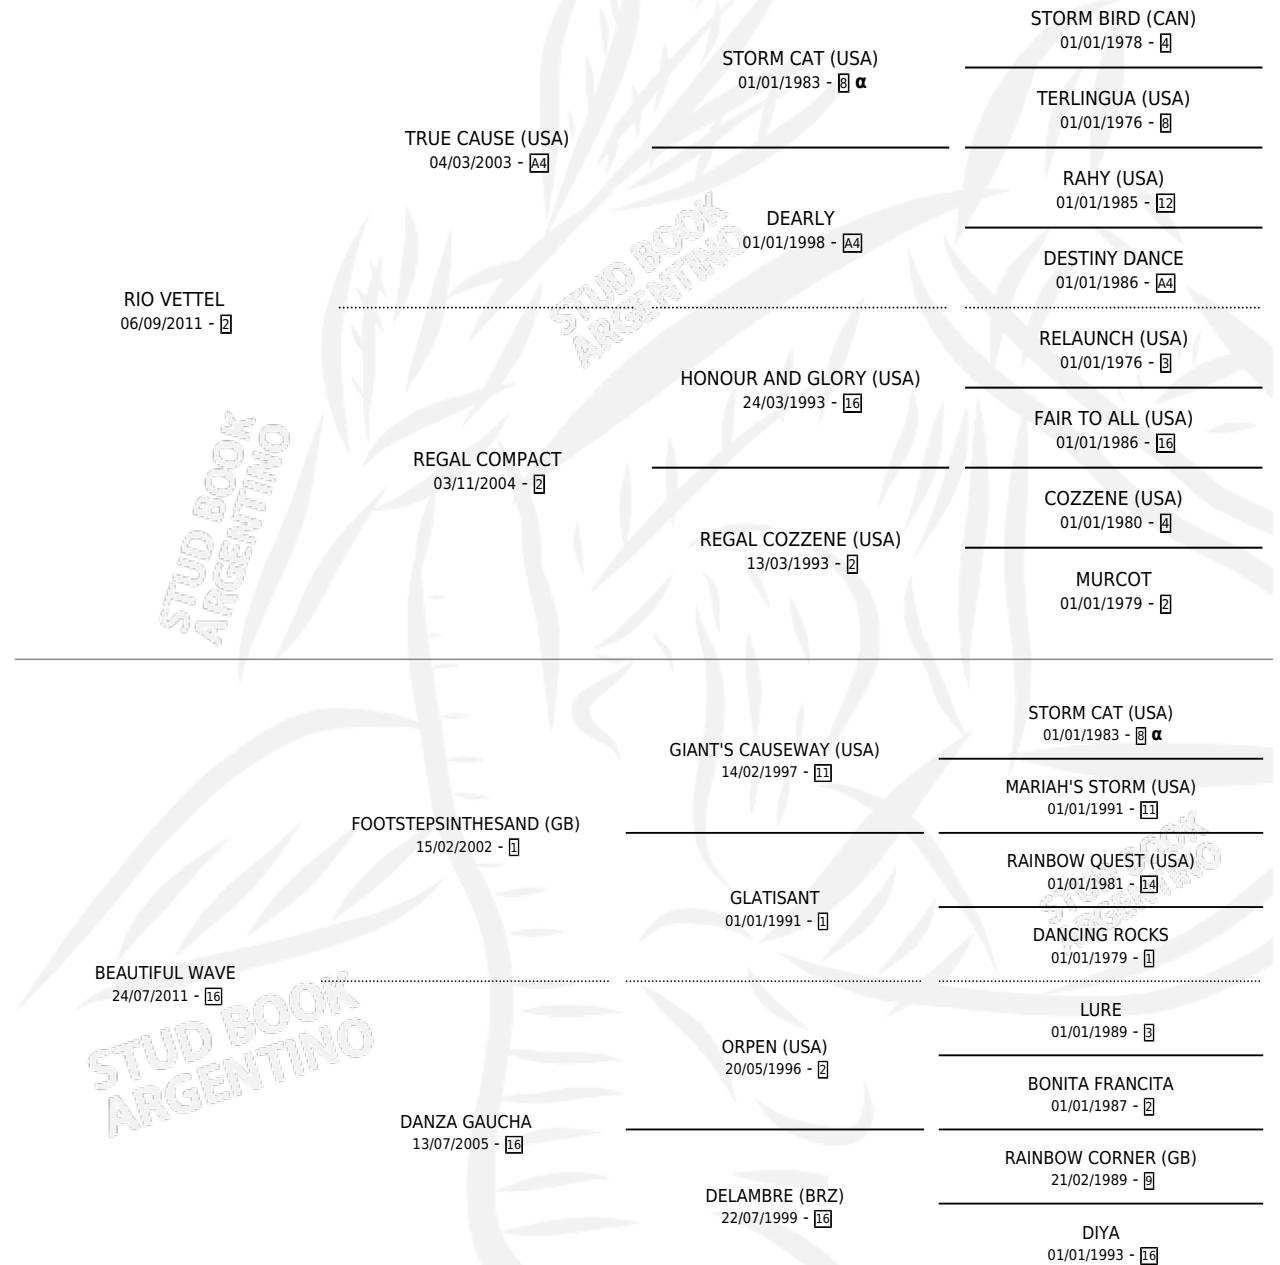 STORM BIRD (CAN)
01/01/1978 - 4
STORM CAT (USA)
01/01/1983 - 8 α
TERLINGUA (USA)
01/01/1976 - 8
TRUE CAUSE (USA)
04/03/2003 - A4
RAHY (USA)
01/01/1985 - 12
DEARLY
01/01/1998 - A4
DESTINY DANCE
01/01/1986 - A4
RIO VETTEL
06/09/2011 - 2
STUD BOOK
ARGENTINO
RELAUNCH (USA)
01/01/1976 - 3
HONOUR AND GLORY (USA)
24/03/1993 - 16
FAIR TO ALL (USA)
01/01/1986 - 16
REGAL COMPACT
03/11/2004 - 2
COZZENE (USA)
01/01/1980 - 4
REGAL COZZENE (USA)
13/03/1993 - 2
MURCOT
01/01/1979 - 2
STUD BOOK
ARGENTINO
STORM CAT (USA)
01/01/1983 - 8 α
GIANT'S CAUSEWAY (USA)
14/02/1997 - 11
MARIAH'S STORM (USA)
01/01/1991 - 11
FOOTSTEPSINTHESAND (GB)
15/02/2002 - 1
RAINBOW QUEST (USA)
01/01/1981 - 14
STUD BOOK
ARGENTINO
GLATISANT
01/01/1991 - 1
DANCING ROCKS
01/01/1979 - 1
BEAUTIFUL WAVE
24/07/2011 - 16
STUD BOOK
ARGENTINO
LURE
01/01/1989 - 3
ORPEN (USA)
20/05/1996 - 2
BONITA FRANCITA
01/01/1987 - 2
DANZA GAUCHA
13/07/2005 - 16
RAINBOW CORNER (GB)
21/02/1989 - 9
DELAMBRE (BRZ)
22/07/1999 - 16
DIYA
01/01/1993 - 16